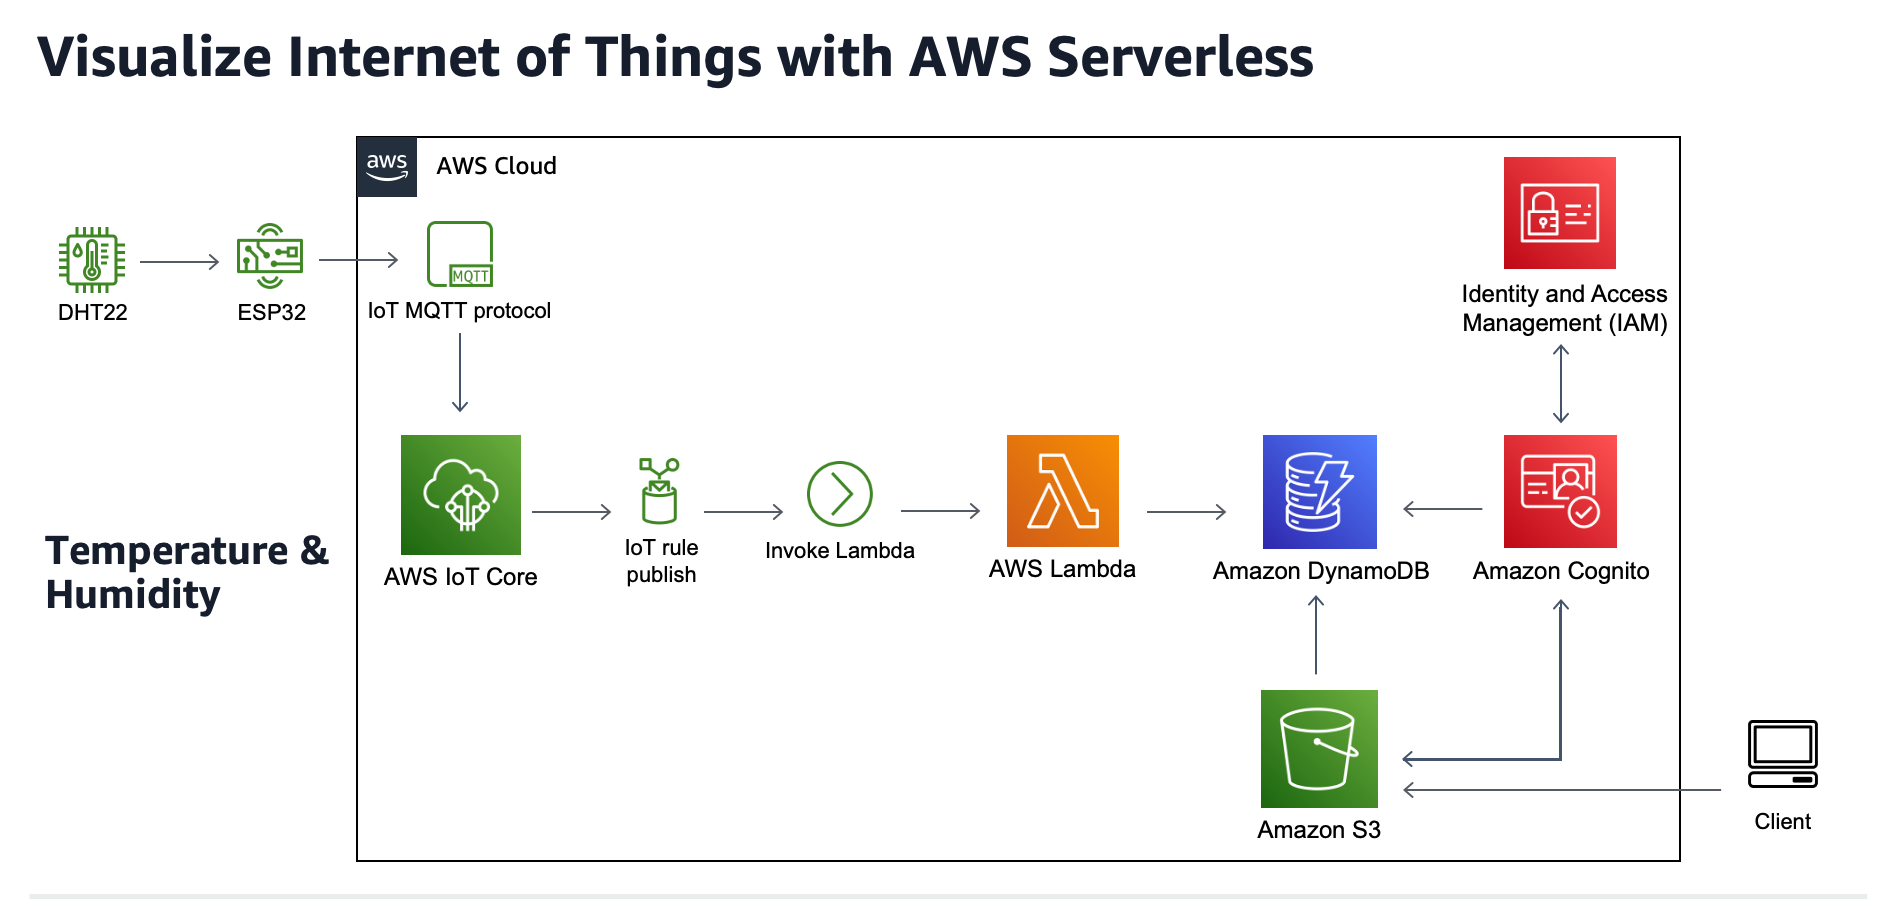 Visualize Internet of Things with AWS Serverless
aws
AWS Cloud
MQTT
DHT22
ESP32
IoT MQTT protocol
Identity and Access
Management (IAM)
Temperature &
Humidity
AWS IoT Core
IoT rule
publish
Invoke Lambda
AWS Lambda
Amazon DynamoDB
Amazon Cognito
Amazon S3
Client